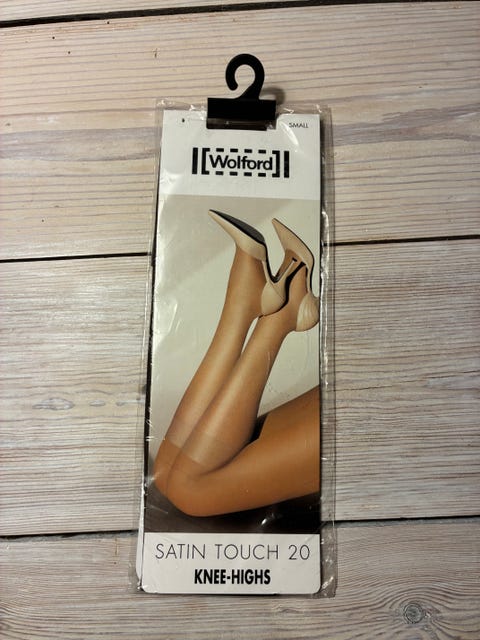 SMALL
Wolford
SATIN TOUCH 20
KNEE-HIGHS